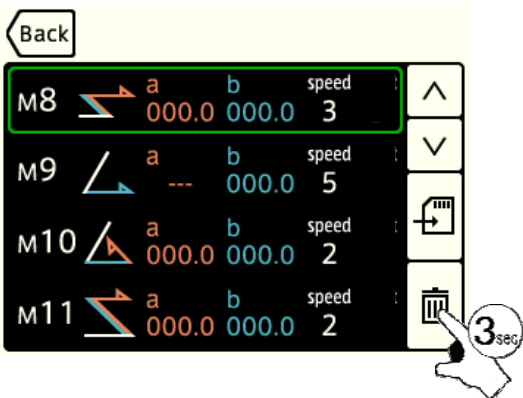 Back
M8 a b speed
000.0 000.0 3
M9 a b speed
--- 000.0 5
M10 a b speed
000.0 000.0 2
M11 a b speed
000.0 000.0 2
3sec